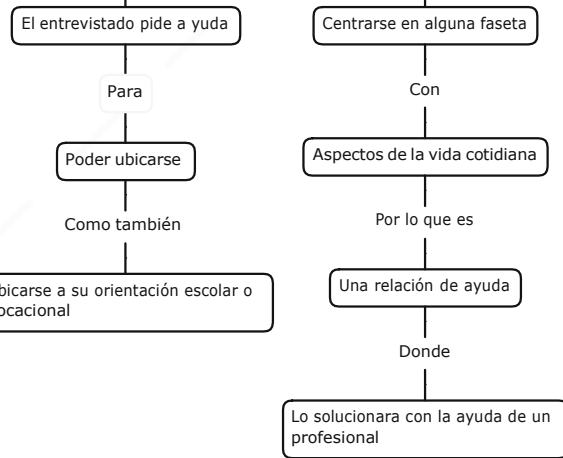 El entrevistado pide a yuda
Para
Poder ubicarse
Como también
bicarse a su orientación escolar o
ocacional
Centrarse en alguna faseta
Con
Aspectos de la vida cotidiana
Por lo que es
Una relación de ayuda
Donde
Lo solucionara con la ayuda de un
profesional